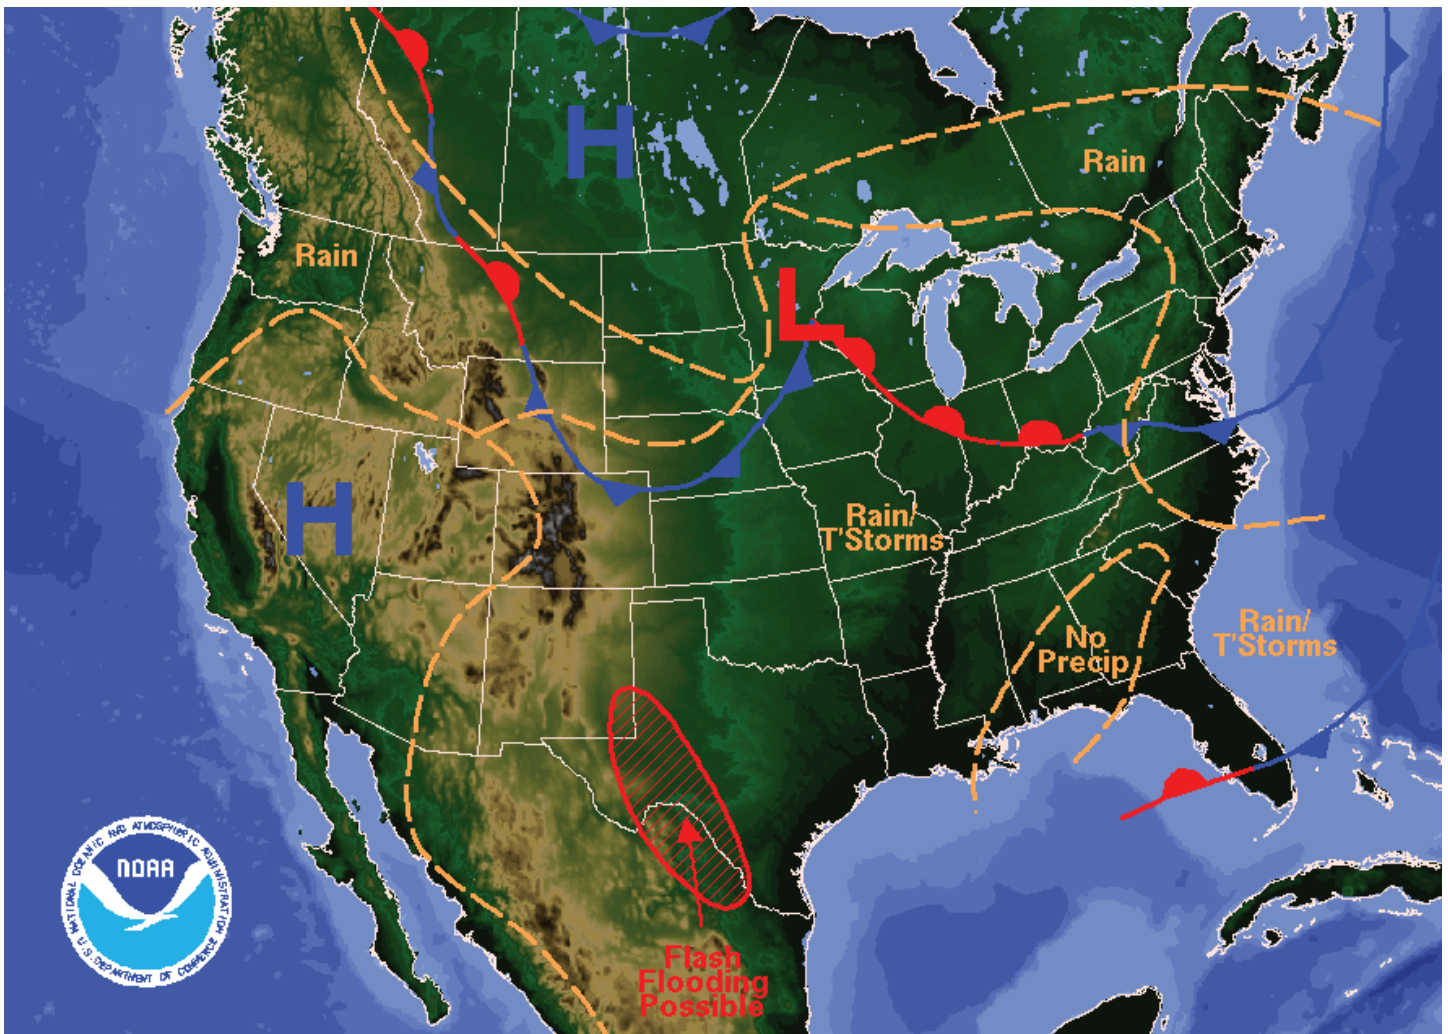 H
Rain
Rain
L
H
Rain/
T'Storms
No
Precip
Rain/
T'Storms
Flash
Flooding
Possible
NOAA
NATIONAL OCEANIC AND ATMOSPHERIC ADMINISTRATION
U.S. DEPARTMENT OF COMMERCE